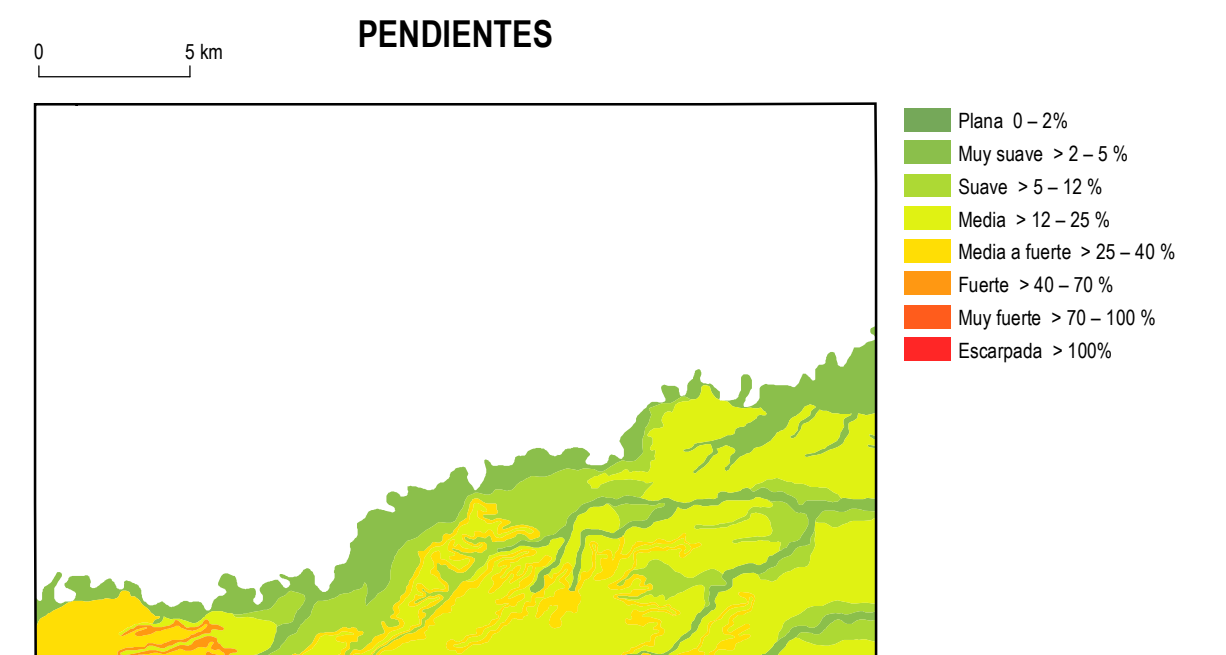 PENDIENTES
0 5 km
Plana 0 – 2%
Muy suave > 2 – 5 %
Suave > 5 – 12 %
Media > 12 – 25 %
Media a fuerte > 25 – 40 %
Fuerte > 40 – 70 %
Muy fuerte > 70 – 100 %
Escarpada > 100%